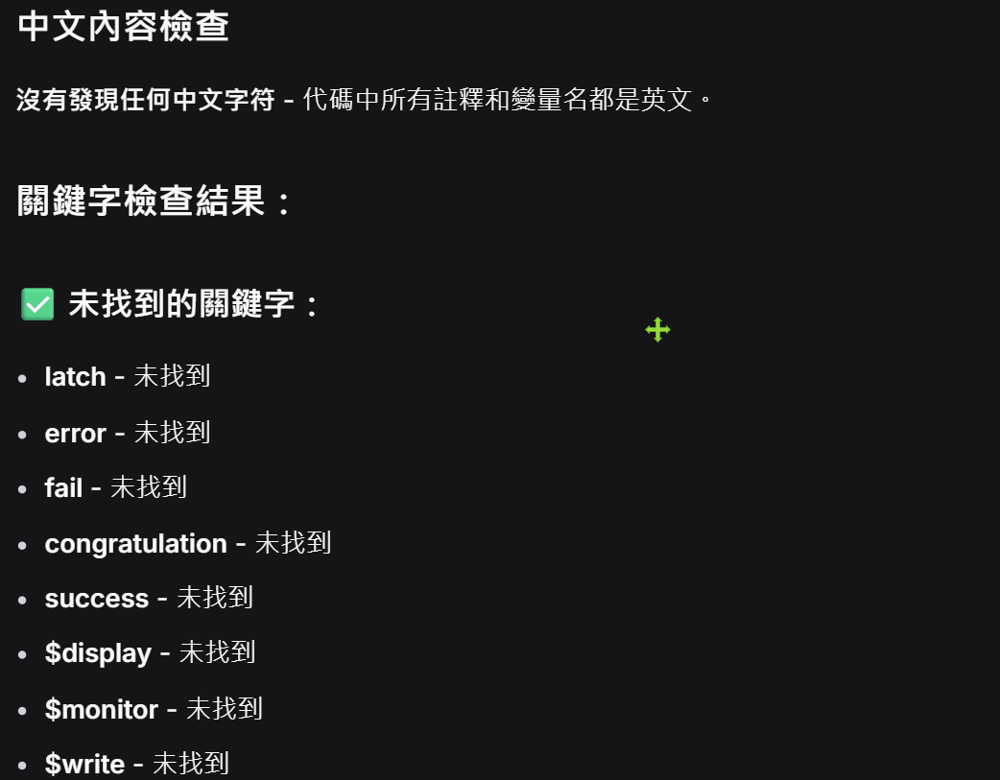 中文內容檢查
沒有發現任何中文字符 - 代碼中所有註釋和變量名都是英文。
關鍵字檢查結果：
✅ 未找到的關鍵字：
• latch - 未找到
• error - 未找到
• fail - 未找到
• congratulation - 未找到
• success - 未找到
• $display - 未找到
• $monitor - 未找到
• $write - 未找到